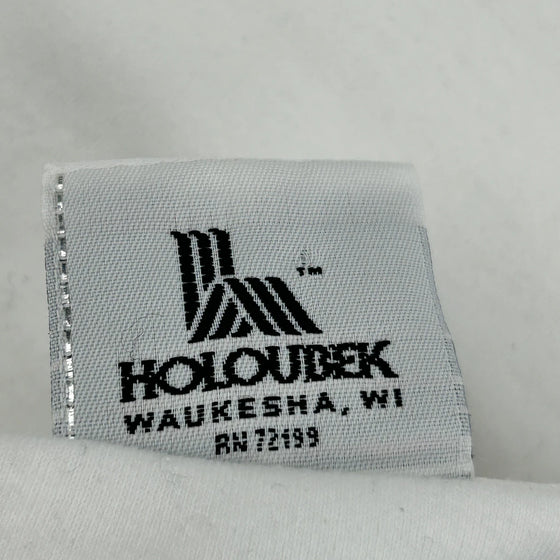 ™
HOLOUBEK
WAUKESHA, WI
RN 72199